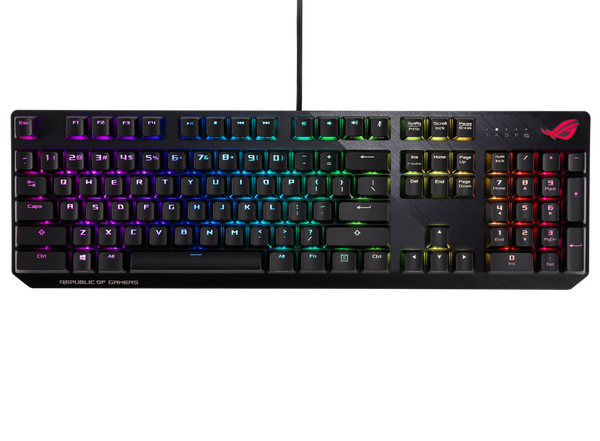 Esc F1 F2 F3 F4 SysRq PrtSc Scroll lock Pause Break
1! 2@ 3# 4$ 5% 7& 8* 9( 0) Ins Home Page Up num lock / *
Q W E R T Y U I O P Del End Page Down 7 Home 8 9 PgUp +
Caps A S D F G H J K L 4 5 6
Z X C V B N M 1 End 2 3 PgDn
Ctrl Alt Alt Fn Ctrl 0 Ins . Del
REPUBLIC OF GAMERS